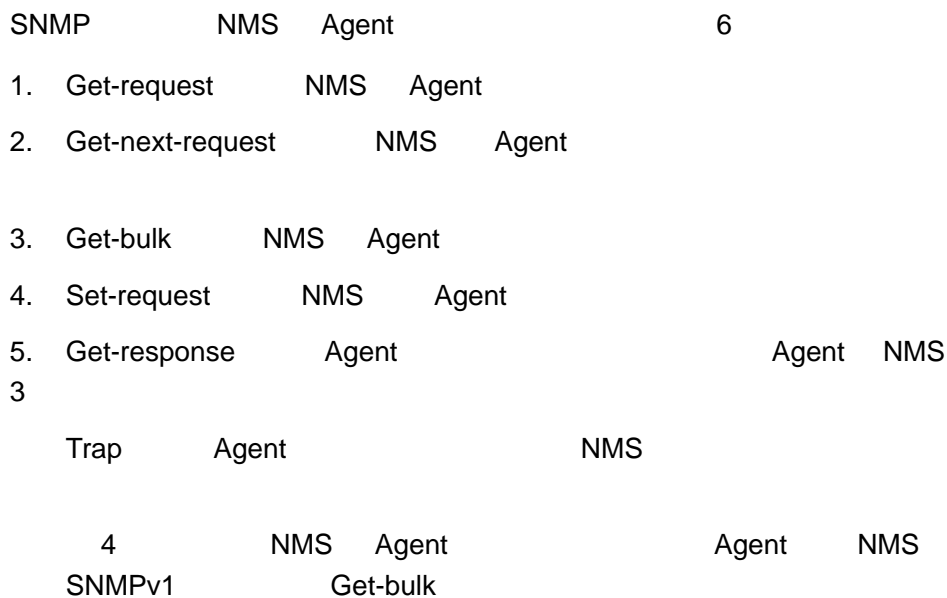 SNMP NMS Agent 6
1. Get-request NMS Agent
2. Get-next-request NMS Agent
3. Get-bulk NMS Agent
4. Set-request NMS Agent
5. Get-response Agent Agent NMS
3
Trap Agent NMS
4 NMS Agent Agent NMS
SNMPv1 Get-bulk